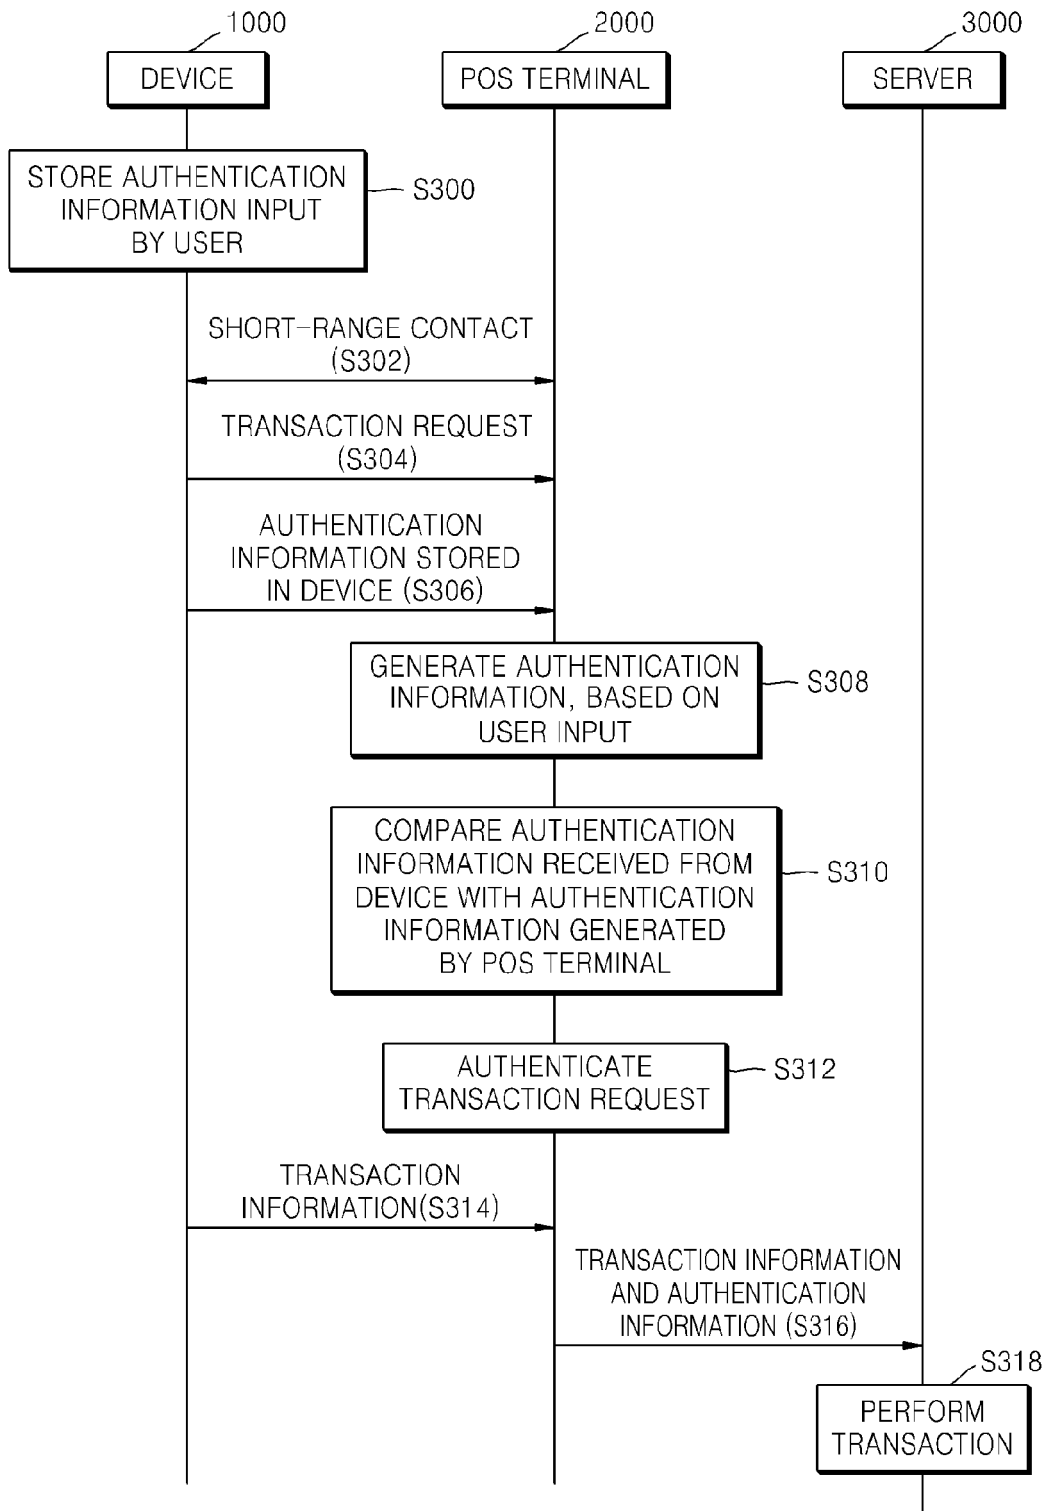 1000
2000
3000
DEVICE
POS TERMINAL
SERVER
STORE AUTHENTICATION
INFORMATION INPUT
BY USER
S300
SHORT-RANGE CONTACT
(S302)
TRANSACTION REQUEST
(S304)
AUTHENTICATION
INFORMATION STORED
IN DEVICE (S306)
GENERATE AUTHENTICATION
INFORMATION, BASED ON
USER INPUT
S308
COMPARE AUTHENTICATION
INFORMATION RECEIVED FROM
DEVICE WITH AUTHENTICATION
INFORMATION GENERATED
BY POS TERMINAL
S310
AUTHENTICATE
TRANSACTION REQUEST
S312
TRANSACTION
INFORMATION(S314)
TRANSACTION INFORMATION
AND AUTHENTICATION
INFORMATION (S316)
S318
PERFORM
TRANSACTION